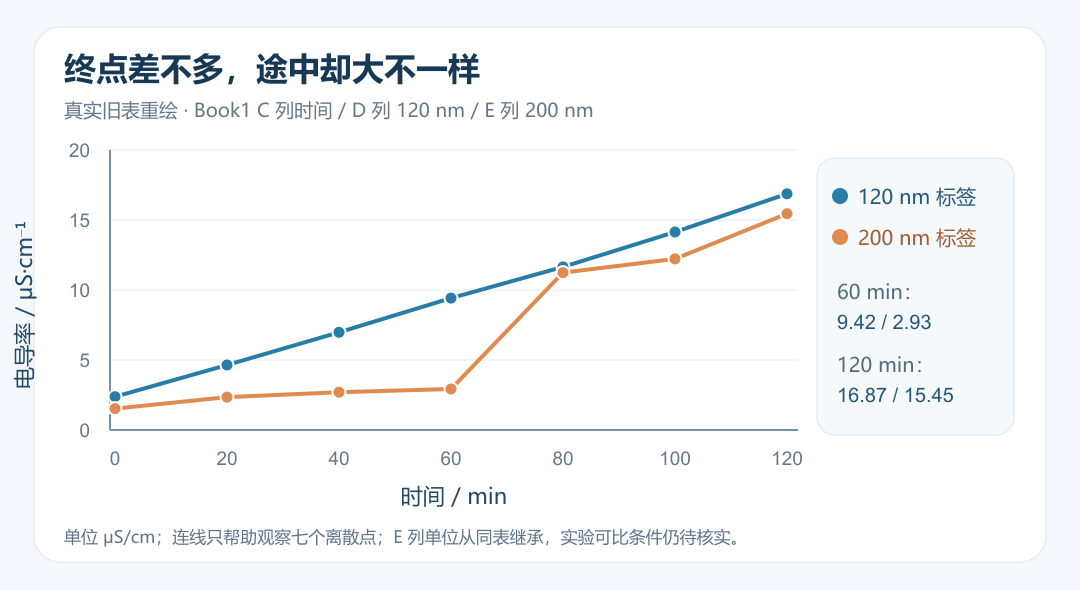 终点差不多，途中却大不一样
真实旧表重绘 · Book1 C 列时间 / D 列 120 nm / E 列 200 nm
电导率 / μS·cm⁻¹
20
15
10
5
0
0 20 40 60 80 100 120
时间 / min
120 nm 标签
200 nm 标签
60 min：
9.42 / 2.93
120 min：
16.87 / 15.45
单位 μS/cm；连线只帮助观察七个离散点；E 列单位从同表继承，实验可比条件仍待核实。